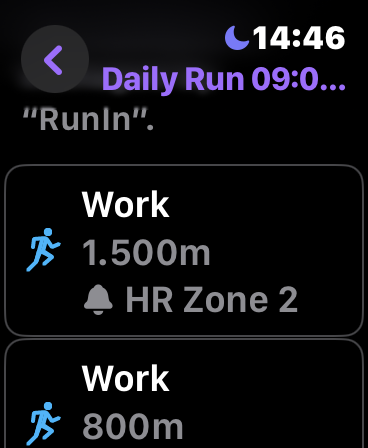 14:46
Daily Run 09:0...
“RunIn”.
Work
1.500m
HR Zone 2
Work
800m